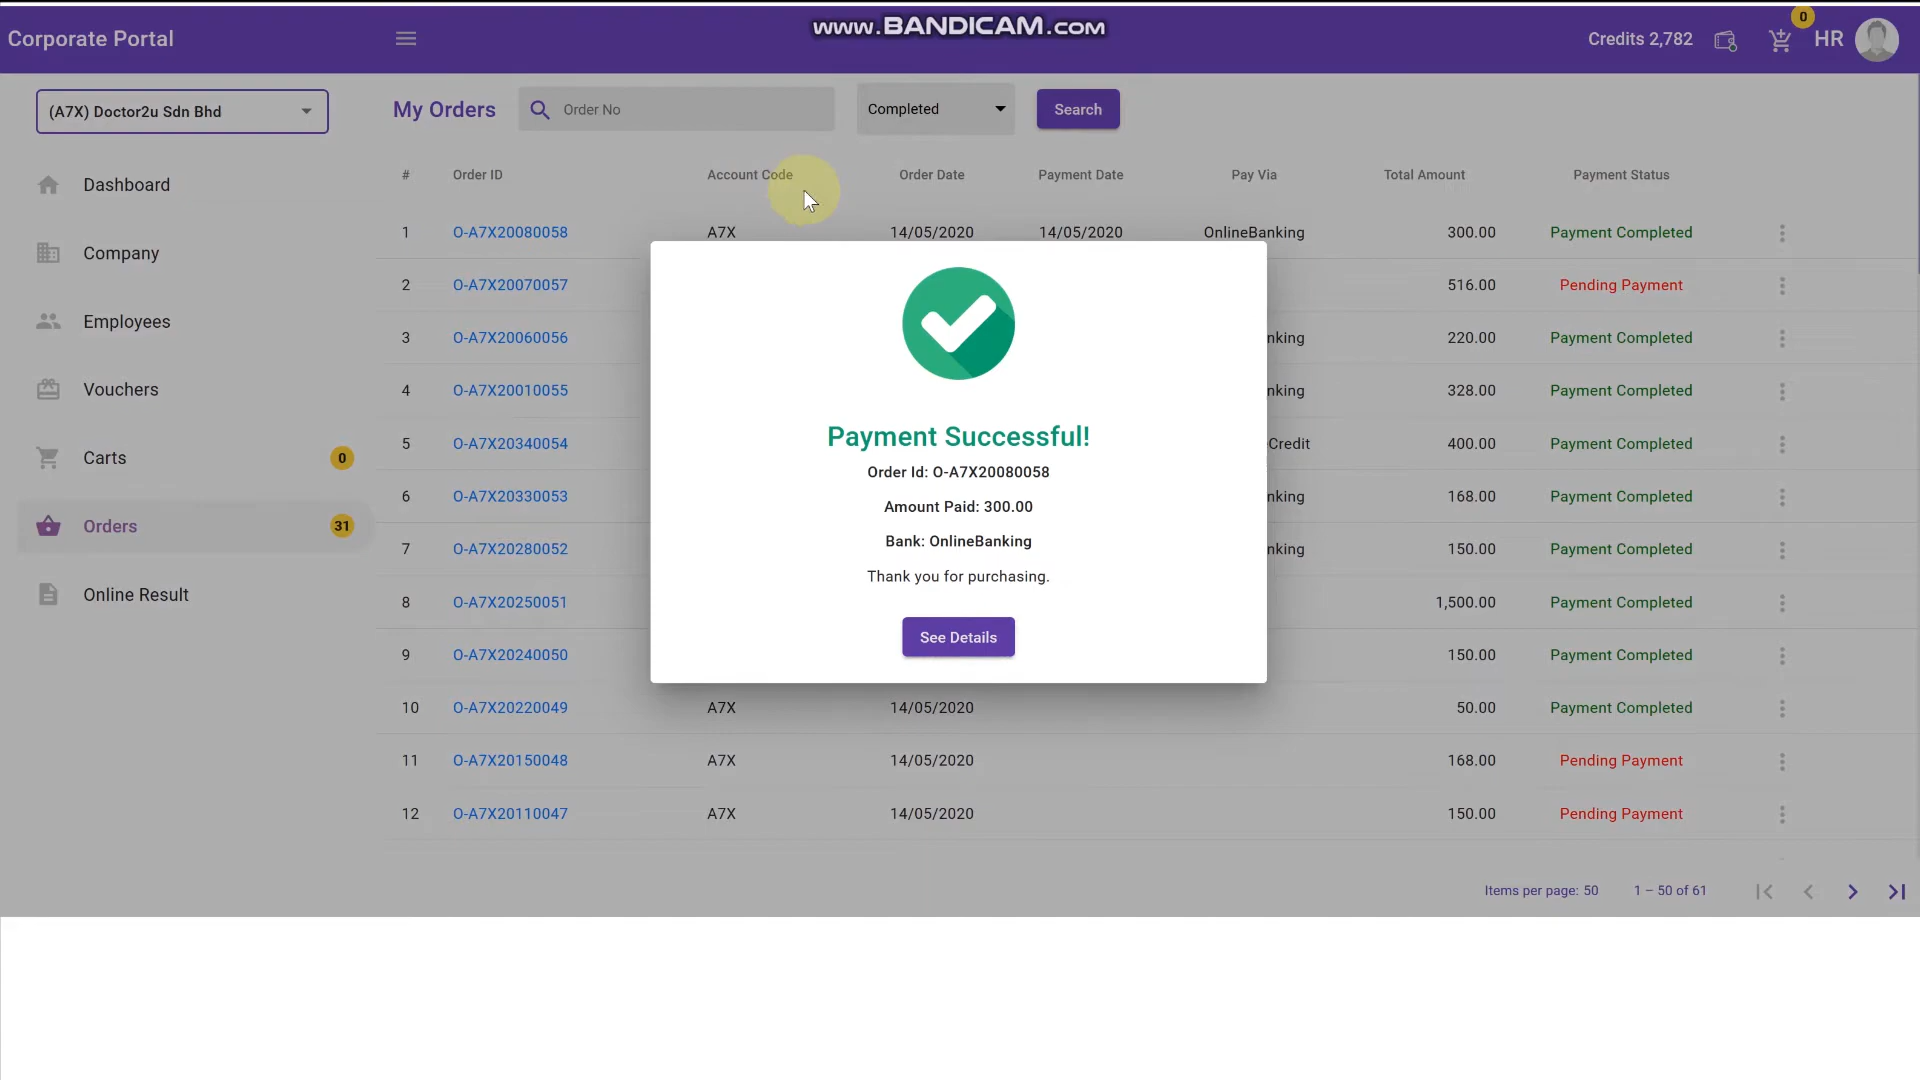 www.BANDICAM.com
Corporate Portal
Credits 2,782
0
HR
(A7X) Doctor2u Sdn Bhd
My Orders
Order No
Completed
Search
Dashboard
Company
Employees
Vouchers
Carts 0
Orders 31
Online Result
# Order ID Account Code Order Date Payment Date Pay Via Total Amount Payment Status
1 O-A7X20080058 A7X 14/05/2020 14/05/2020 OnlineBanking 300.00 Payment Completed
2 O-A7X20070057 516.00 Pending Payment
3 O-A7X20060056 nking 220.00 Payment Completed
4 O-A7X20010055 nking 328.00 Payment Completed
5 O-A7X20340054 Credit 400.00 Payment Completed
6 O-A7X20330053 nking 168.00 Payment Completed
7 O-A7X20280052 nking 150.00 Payment Completed
8 O-A7X20250051 1,500.00 Payment Completed
9 O-A7X20240050 150.00 Payment Completed
10 O-A7X20220049 A7X 14/05/2020 50.00 Payment Completed
11 O-A7X20150048 A7X 14/05/2020 168.00 Pending Payment
12 O-A7X20110047 A7X 14/05/2020 150.00 Pending Payment
Payment Successful!
Order Id: O-A7X20080058
Amount Paid: 300.00
Bank: OnlineBanking
Thank you for purchasing.
See Details
Items per page: 50 1 – 50 of 61